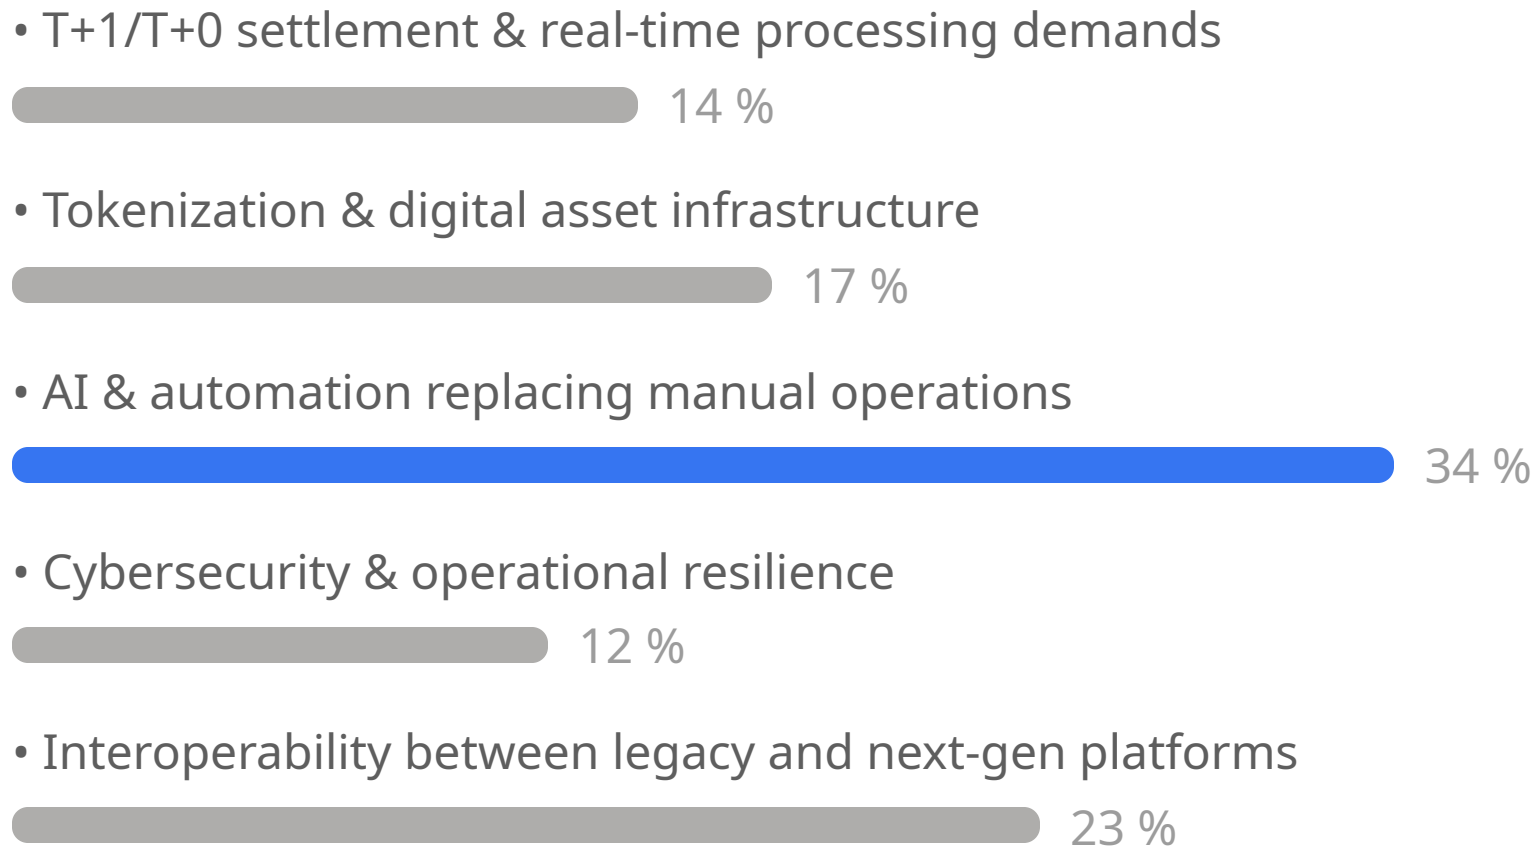 • T+1/T+0 settlement & real-time processing demands
14 %
• Tokenization & digital asset infrastructure
17 %
• AI & automation replacing manual operations
34 %
• Cybersecurity & operational resilience
12 %
• Interoperability between legacy and next-gen platforms
23 %